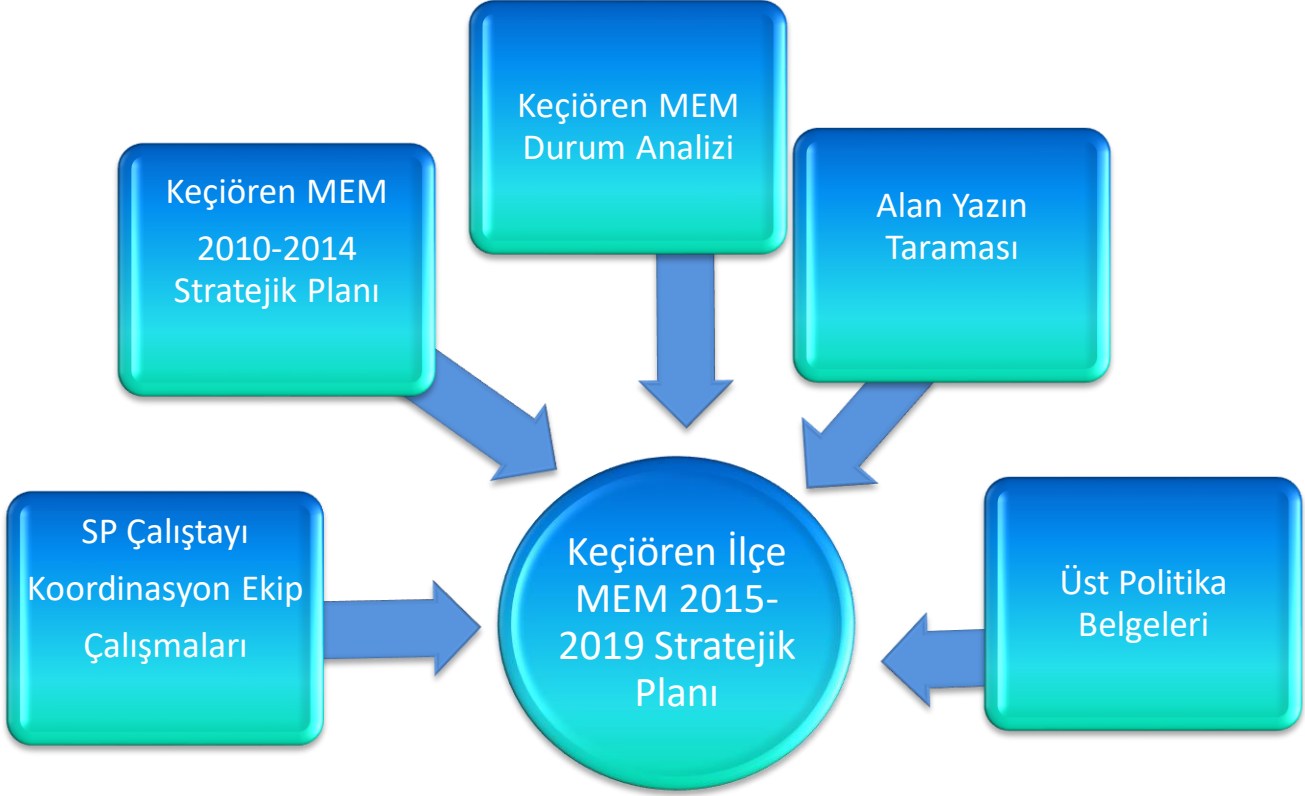 Keçiören MEM
Durum Analizi
Keçiören MEM
2010-2014
Stratejik Planı
Alan Yazın
Taraması
SP Çalıştayı
Koordinasyon Ekip
Çalışmaları
Keçiören İlçe
MEM 2015-
2019 Stratejik
Planı
Üst Politika
Belgeleri